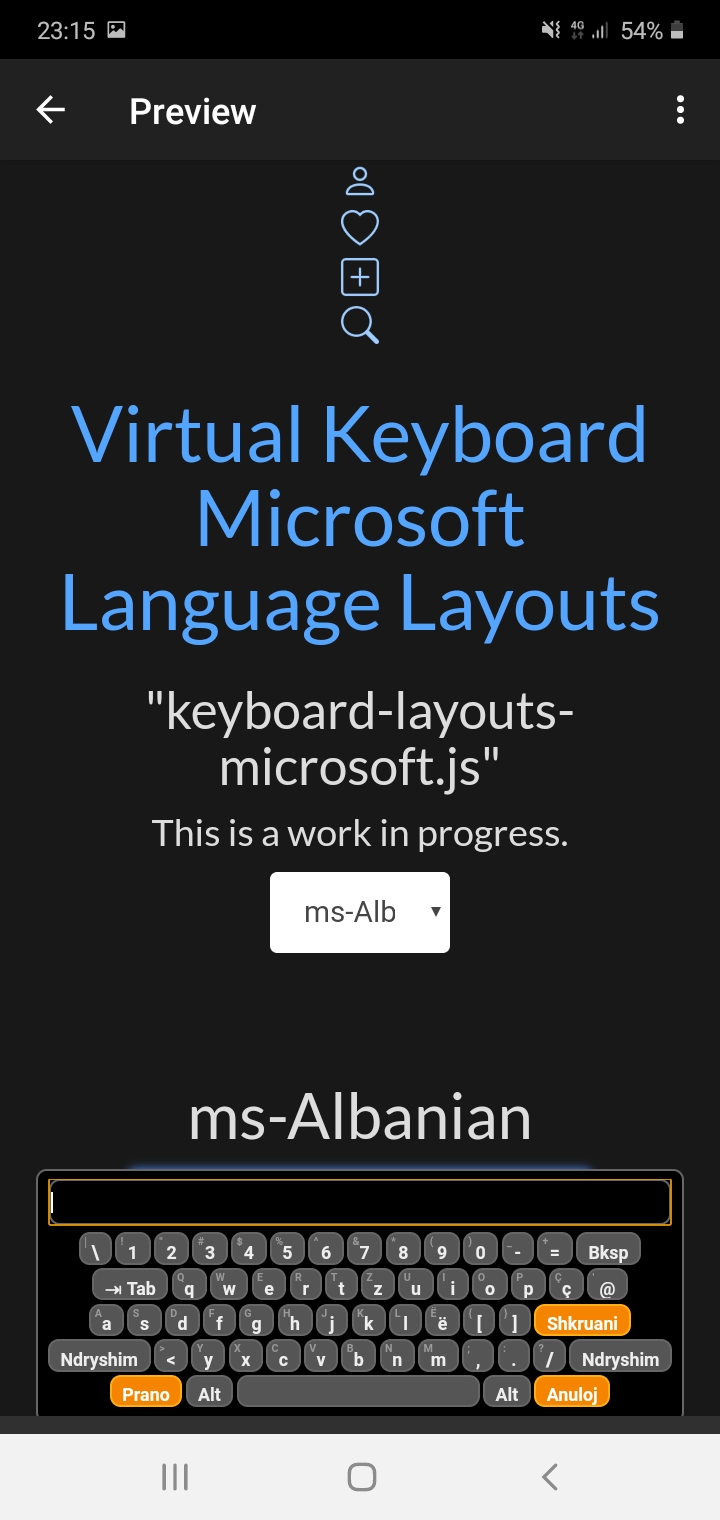 23:15 4G 54%
Preview
Virtual Keyboard
Microsoft
Language Layouts
"keyboard-layouts-
microsoft.js"
This is a work in progress.
ms-Alb ▼
ms-Albanian
| \ ! 1 " 2 # 3 $ 4 % 5 ^ 6 & 7 * 8 ( 9 ) 0 _ - + = Bksp
⇥ Tab Q q W w E e R r T t Z z U u I i O o P p Ç ç ' @
A a S s D d F f G g H h J j K k L l Ë ë { [ } ] Shkruani
Ndryshim > < Y y X x C c V v B b N n M m ; , : . ? / Ndryshim
Prano Alt Alt Anuloj